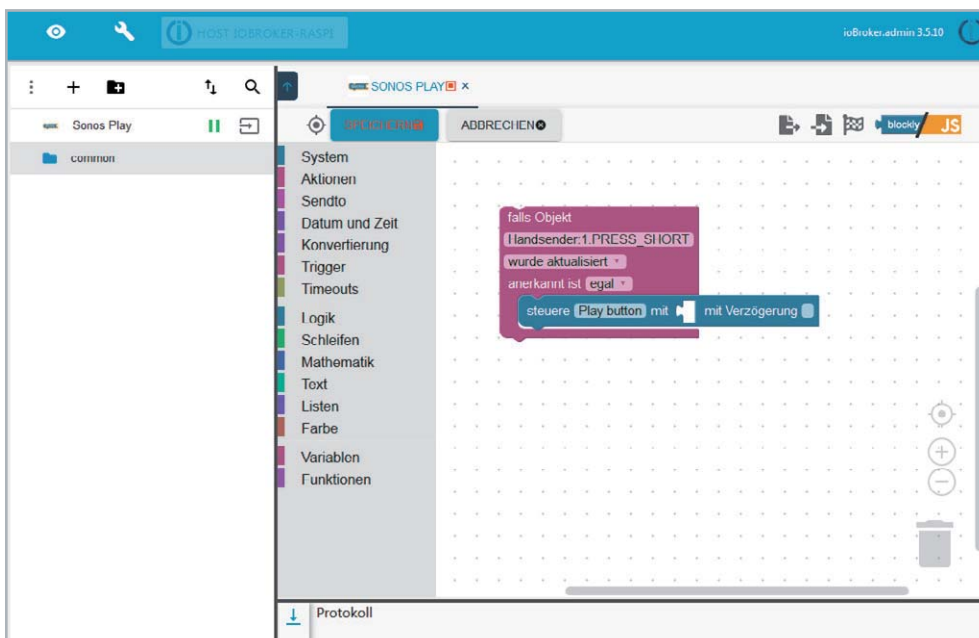 HOST IOBROKER-RASPI
ioBroker.admin 3.5.10
SONOS PLAY
Sonos Play
SPEICHERN
ABBRECHEN
blockly
JS
common
System
Aktionen
Sendto
Datum und Zeit
Konvertierung
Trigger
Timeouts
Logik
Schleifen
Mathematik
Text
Listen
Farbe
Variablen
Funktionen
falls Objekt
Handsender:1.PRESS_SHORT
wurde aktualisiert
anerkannt ist egal
steuere Play button mit mit Verzögerung
Protokoll